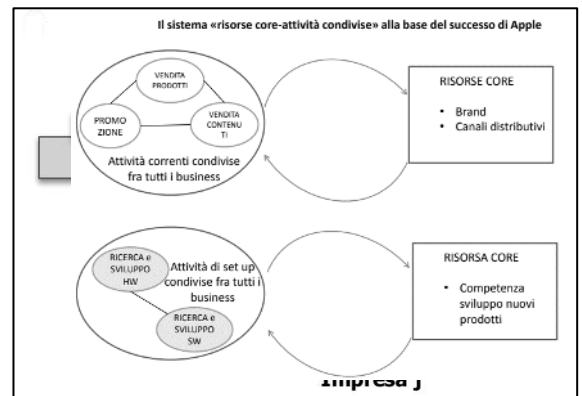 Il sistema «risorse core-attività condivise» alla base del successo di Apple
VENDITA
PRODOTTI
PROMO
ZIONE
VENDITA
CONTENU
TI
Attività correnti condivise
fra tutti i business
RISORSE CORE
• Brand
• Canali distributivi
RICERCA e
SVILUPPO
HW
Attività di set up
condivise fra tutti i
business
RICERCA e
SVILUPPO
SW
RISORSA CORE
• Competenza
sviluppo nuovi
prodotti
Impresa j